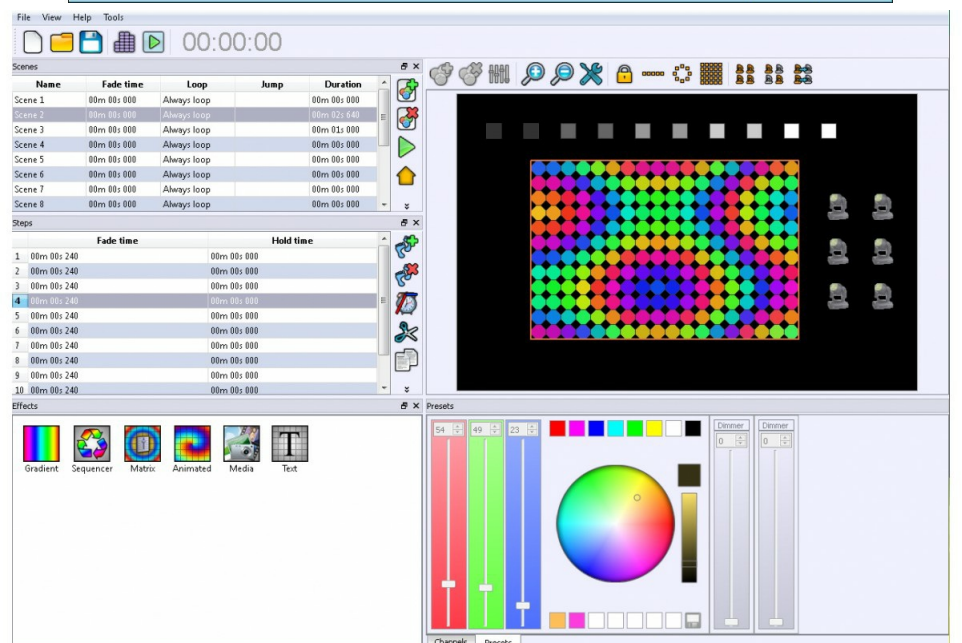 File View Help Tools
00:00:00
Scenes
Name Fade time Loop Jump Duration
Scene 1 00m 00s 000 Always loop 00m 00s 000
Scene 2 00m 00s 000 Always loop 00m 02s 640
Scene 3 00m 00s 000 Always loop 00m 01s 000
Scene 4 00m 00s 000 Always loop 00m 00s 000
Scene 5 00m 00s 000 Always loop 00m 00s 000
Scene 6 00m 00s 000 Always loop 00m 00s 000
Scene 7 00m 00s 000 Always loop 00m 00s 000
Scene 8 00m 00s 000 Always loop 00m 00s 000
Steps
Fade time Hold time
1 00m 00s 240 00m 00s 000
2 00m 00s 240 00m 00s 000
3 00m 00s 240 00m 00s 000
4 00m 00s 240 00m 00s 000
5 00m 00s 240 00m 00s 000
6 00m 00s 240 00m 00s 000
7 00m 00s 240 00m 00s 000
8 00m 00s 240 00m 00s 000
9 00m 00s 240 00m 00s 000
10 00m 00s 240 00m 00s 000
Effects
T
Gradient Sequencer Matrix Animated Media Text
Presets
54 49 23
Dimmer Dimmer
0 0
Channels Presets